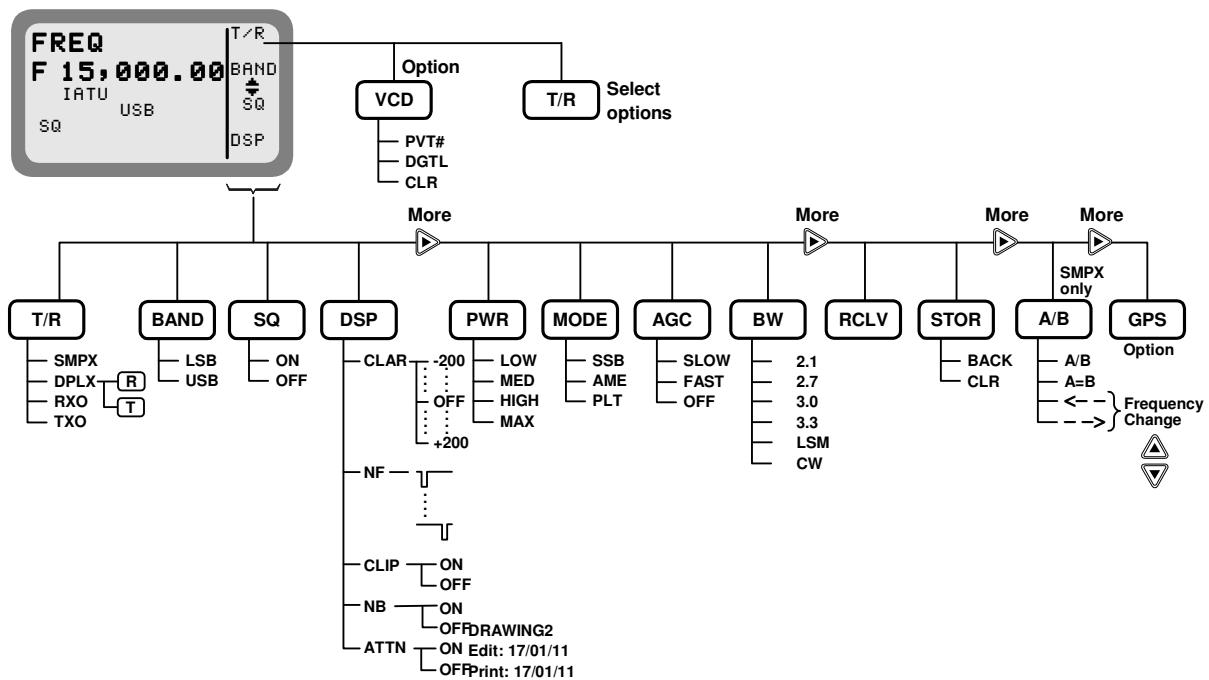 FREQ
F 15,000.00
IATU
USB
SQ
T/R
BAND
SQ
DSP
Option
VCD
PVT#
DGTL
CLR
T/R
Select
options
More
More
More
More
SMPX
only
T/R
SMPX
DPLX
R
T
RXO
TXO
BAND
LSB
USB
SQ
ON
OFF
DSP
CLAR
-200
OFF
+200
NF
CLIP
ON
OFF
NB
ON
OFF
ATTN
ON
OFF
DRAWING2
Edit: 17/01/11
Print: 17/01/11
PWR
LOW
MED
HIGH
MAX
MODE
SSB
AME
PLT
AGC
SLOW
FAST
OFF
BW
2.1
2.7
3.0
3.3
LSM
CW
RCLV
STOR
BACK
CLR
A/B
A/B
A=B
<--
-->
Frequency
Change
GPS
Option